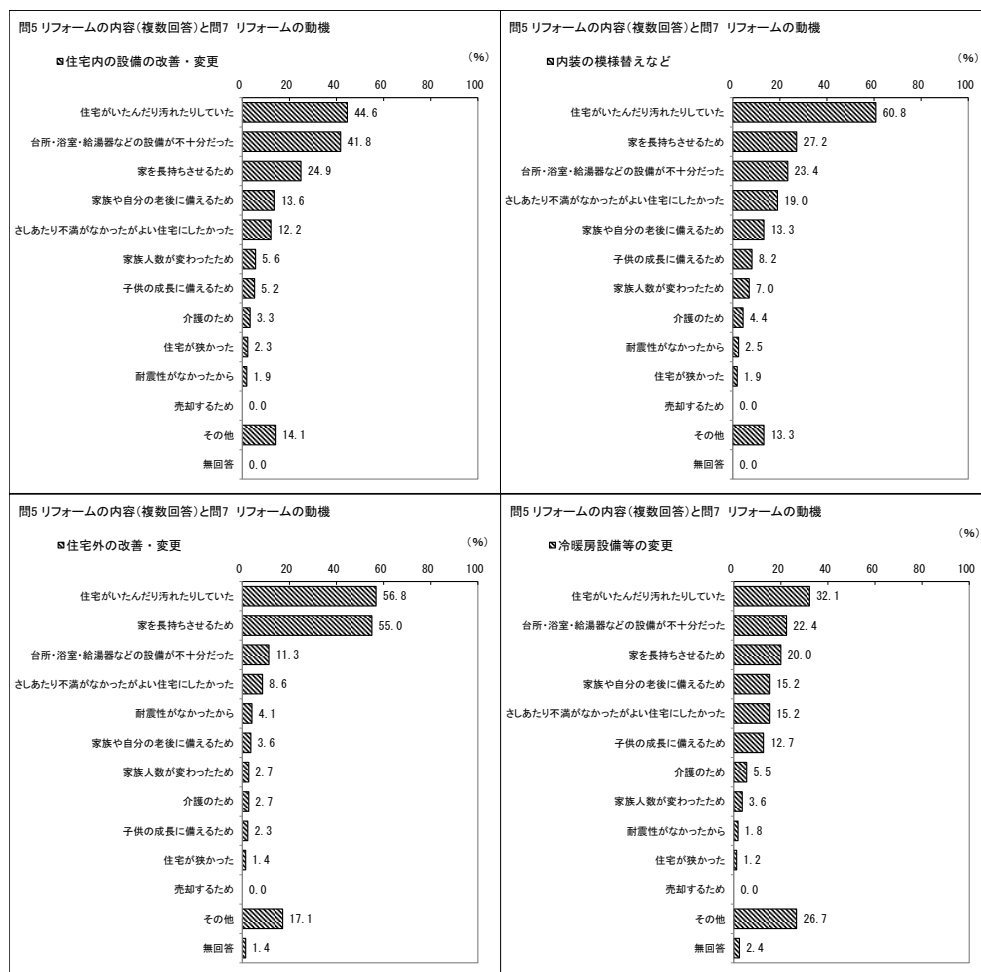 問5 リフォームの内容(複数回答)と問7 リフォームの動機
住宅内の設備の改善・変更
(%)
0 20 40 60 80 100
住宅がいたんだり汚れたりしていた 44.6
台所・浴室・給湯器などの設備が不十分だった 41.8
家を長持ちさせるため 24.9
家族や自分の老後に備えるため 13.6
さしあたり不満がなかったがよい住宅にしたかった 12.2
家族人数が変わったため 5.6
子供の成長に備えるため 5.2
介護のため 3.3
住宅が狭かった 2.3
耐震性がなかったから 1.9
売却するため 0.0
その他 14.1
無回答 0.0
問5 リフォームの内容(複数回答)と問7 リフォームの動機
内装の模様替えなど
(%)
0 20 40 60 80 100
住宅がいたんだり汚れたりしていた 60.8
家を長持ちさせるため 27.2
台所・浴室・給湯器などの設備が不十分だった 23.4
さしあたり不満がなかったがよい住宅にしたかった 19.0
家族や自分の老後に備えるため 13.3
子供の成長に備えるため 8.2
家族人数が変わったため 7.0
介護のため 4.4
耐震性がなかったから 2.5
住宅が狭かった 1.9
売却するため 0.0
その他 13.3
無回答 0.0
問5 リフォームの内容(複数回答)と問7 リフォームの動機
住宅外の改善・変更
(%)
0 20 40 60 80 100
住宅がいたんだり汚れたりしていた 56.8
家を長持ちさせるため 55.0
台所・浴室・給湯器などの設備が不十分だった 11.3
さしあたり不満がなかったがよい住宅にしたかった 8.6
耐震性がなかったから 4.1
家族や自分の老後に備えるため 3.6
家族人数が変わったため 2.7
介護のため 2.7
子供の成長に備えるため 2.3
住宅が狭かった 1.4
売却するため 0.0
その他 17.1
無回答 1.4
問5 リフォームの内容(複数回答)と問7 リフォームの動機
冷暖房設備等の変更
(%)
0 20 40 60 80 100
住宅がいたんだり汚れたりしていた 32.1
台所・浴室・給湯器などの設備が不十分だった 22.4
家を長持ちさせるため 20.0
家族や自分の老後に備えるため 15.2
さしあたり不満がなかったがよい住宅にしたかった 15.2
子供の成長に備えるため 12.7
介護のため 5.5
家族人数が変わったため 3.6
耐震性がなかったから 1.8
住宅が狭かった 1.2
売却するため 0.0
その他 26.7
無回答 2.4